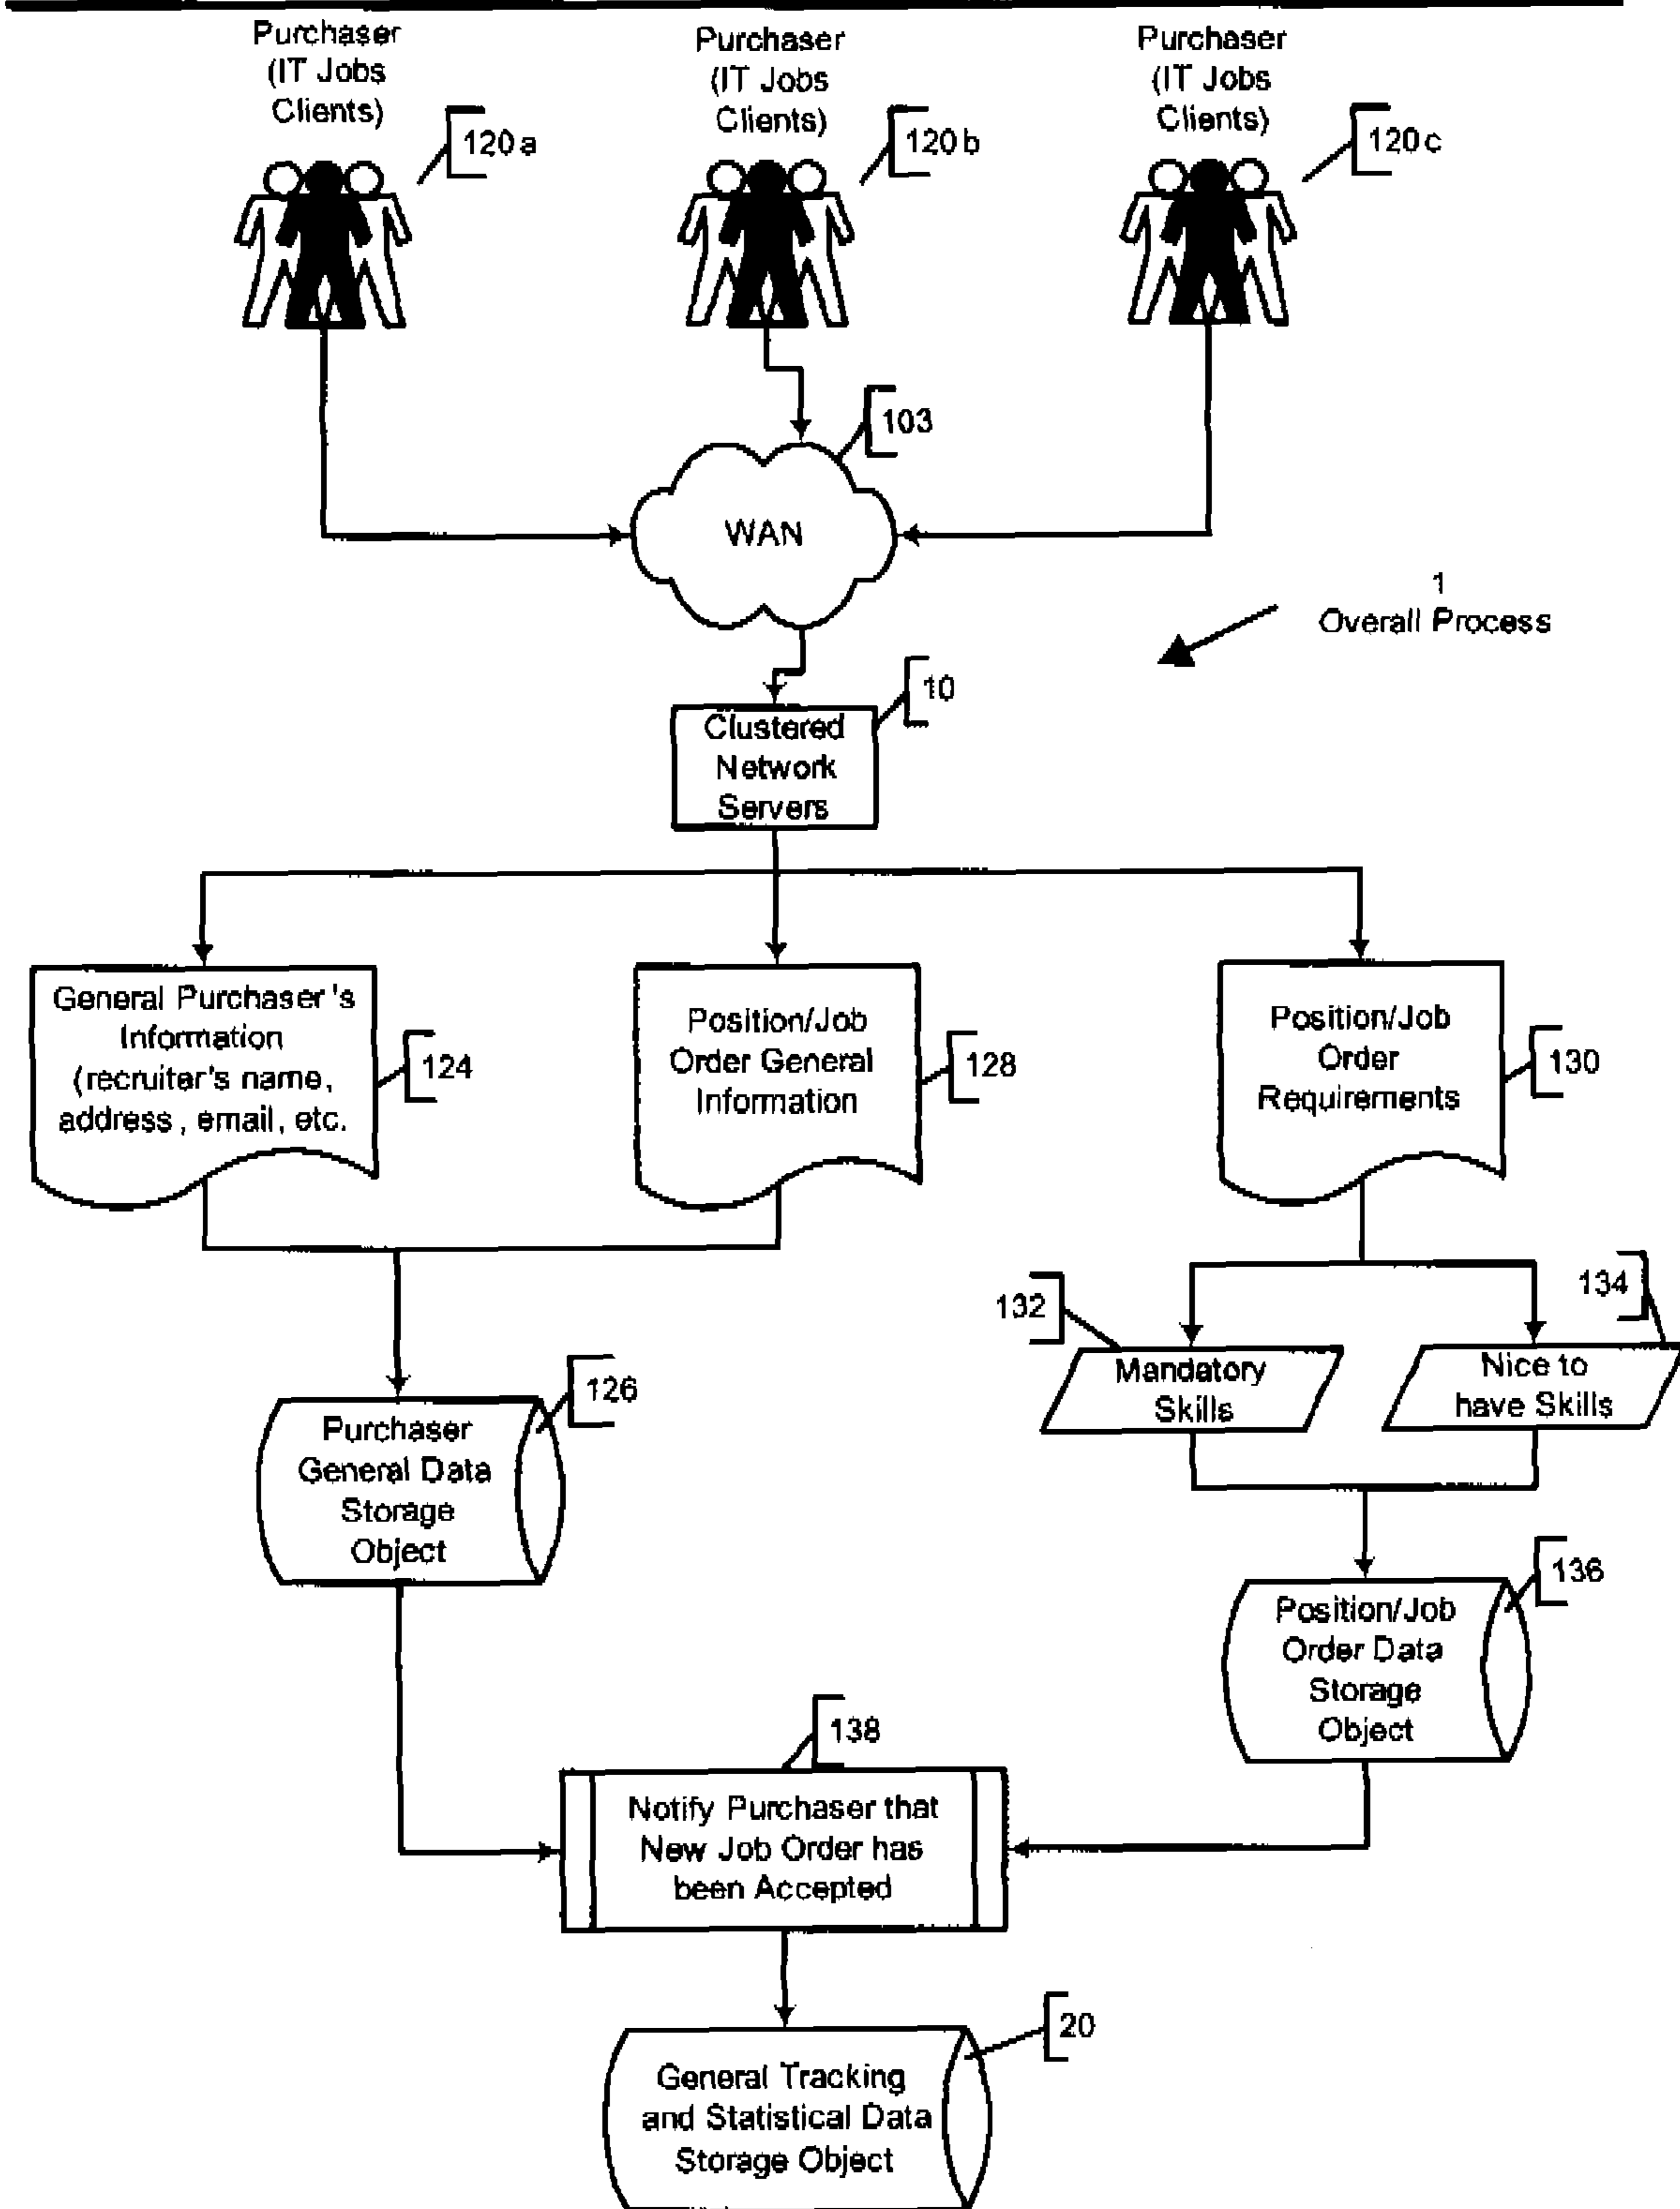 Purchaser
(IT Jobs
Clients)
120a
Purchaser
(IT Jobs
Clients)
120b
Purchaser
(IT Jobs
Clients)
120c
103
WAN
1
Overall Process
10
Clustered
Network
Servers
General Purchaser's
Information
(recruiter's name,
address, email, etc.
124
Position/Job
Order General
Information
128
Position/Job
Order
Requirements
130
132
134
Mandatory
Skills
Nice to
have Skills
126
Purchaser
General Data
Storage
Object
136
Position/Job
Order Data
Storage
Object
138
Notify Purchaser that
New Job Order has
been Accepted
20
General Tracking
and Statistical Data
Storage Object